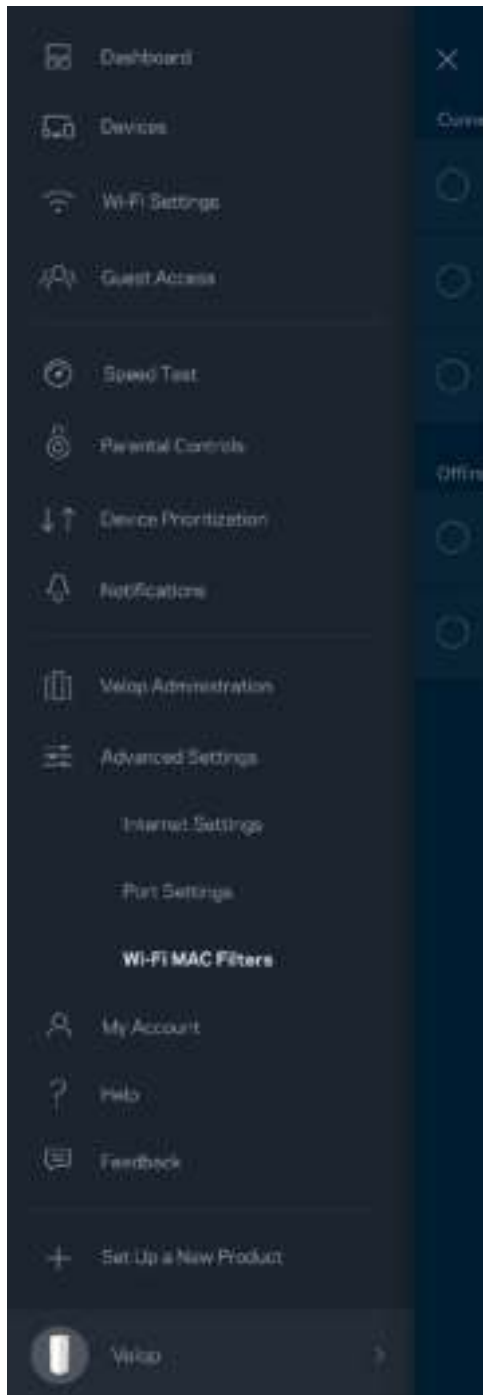 Dashboard
Devices
Wi-Fi Settings
Guest Access
Speed Test
Parental Controls
Device Prioritization
Notifications
Velop Administration
Advanced Settings
Internet Settings
Port Settings
Wi-Fi MAC Filters
My Account
Help
Feedback
Set Up a New Product
Velop